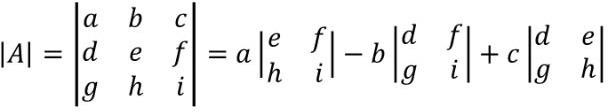 |A| = |a b c; d e f; g h i| = a |e f; h i| − b |d f; g i| + c |d e; g h|